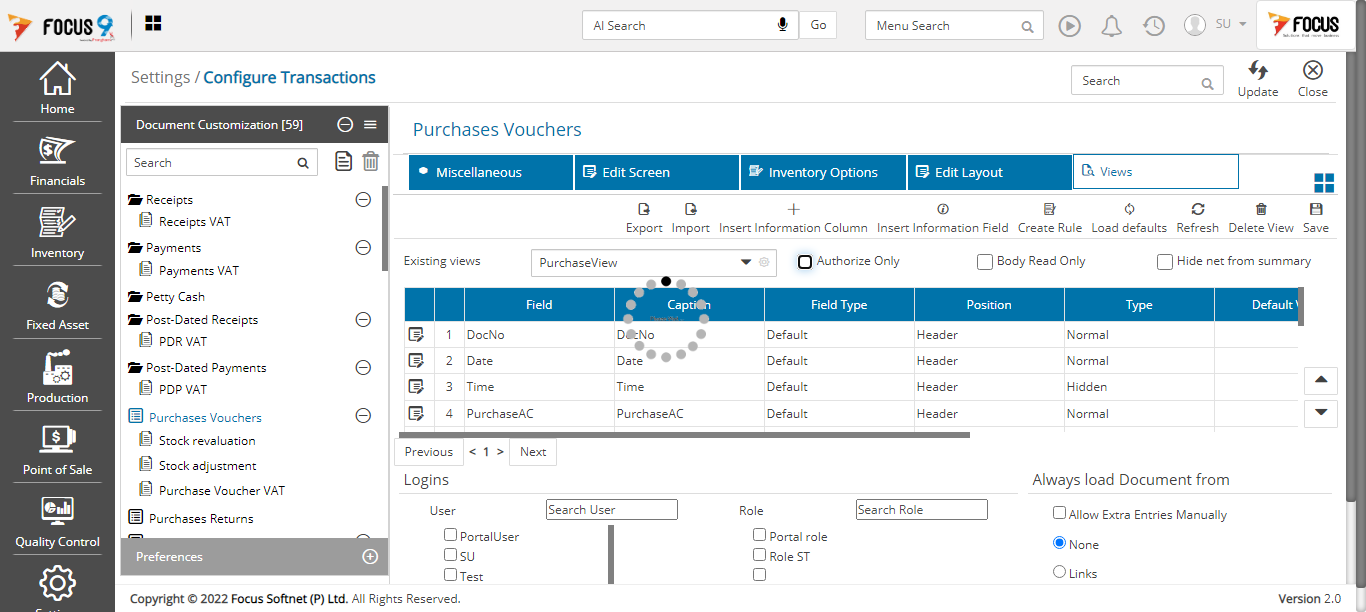 FOCUS 9
AI Search
Go
Menu Search
SU
FOCUS
Home
Financials
Inventory
Fixed Asset
Production
Point of Sale
Quality Control
Settings / Configure Transactions
Search
Update
Close
Document Customization [59]
Search
Receipts
Receipts VAT
Payments
Payments VAT
Petty Cash
Post-Dated Receipts
PDR VAT
Post-Dated Payments
PDP VAT
Purchases Vouchers
Stock revaluation
Stock adjustment
Purchase Voucher VAT
Purchases Returns
Preferences
Purchases Vouchers
Miscellaneous
Edit Screen
Inventory Options
Edit Layout
Views
Export
Import
Insert Information Column
Insert Information Field
Create Rule
Load defaults
Refresh
Delete View
Save
Existing views
PurchaseView
Authorize Only
Body Read Only
Hide net from summary
Field Caption Field Type Position Type Default
1 DocNo DocNo Default Header Normal
2 Date Date Default Header Normal
3 Time Time Default Header Hidden
4 PurchaseAC PurchaseAC Default Header Normal
Previous < 1 > Next
Logins
User
Search User
PortalUser
SU
Test
Role
Search Role
Portal role
Role ST
Always load Document from
Allow Extra Entries Manually
None
Links
Copyright © 2022 Focus Softnet (P) Ltd. All Rights Reserved.
Version 2.0